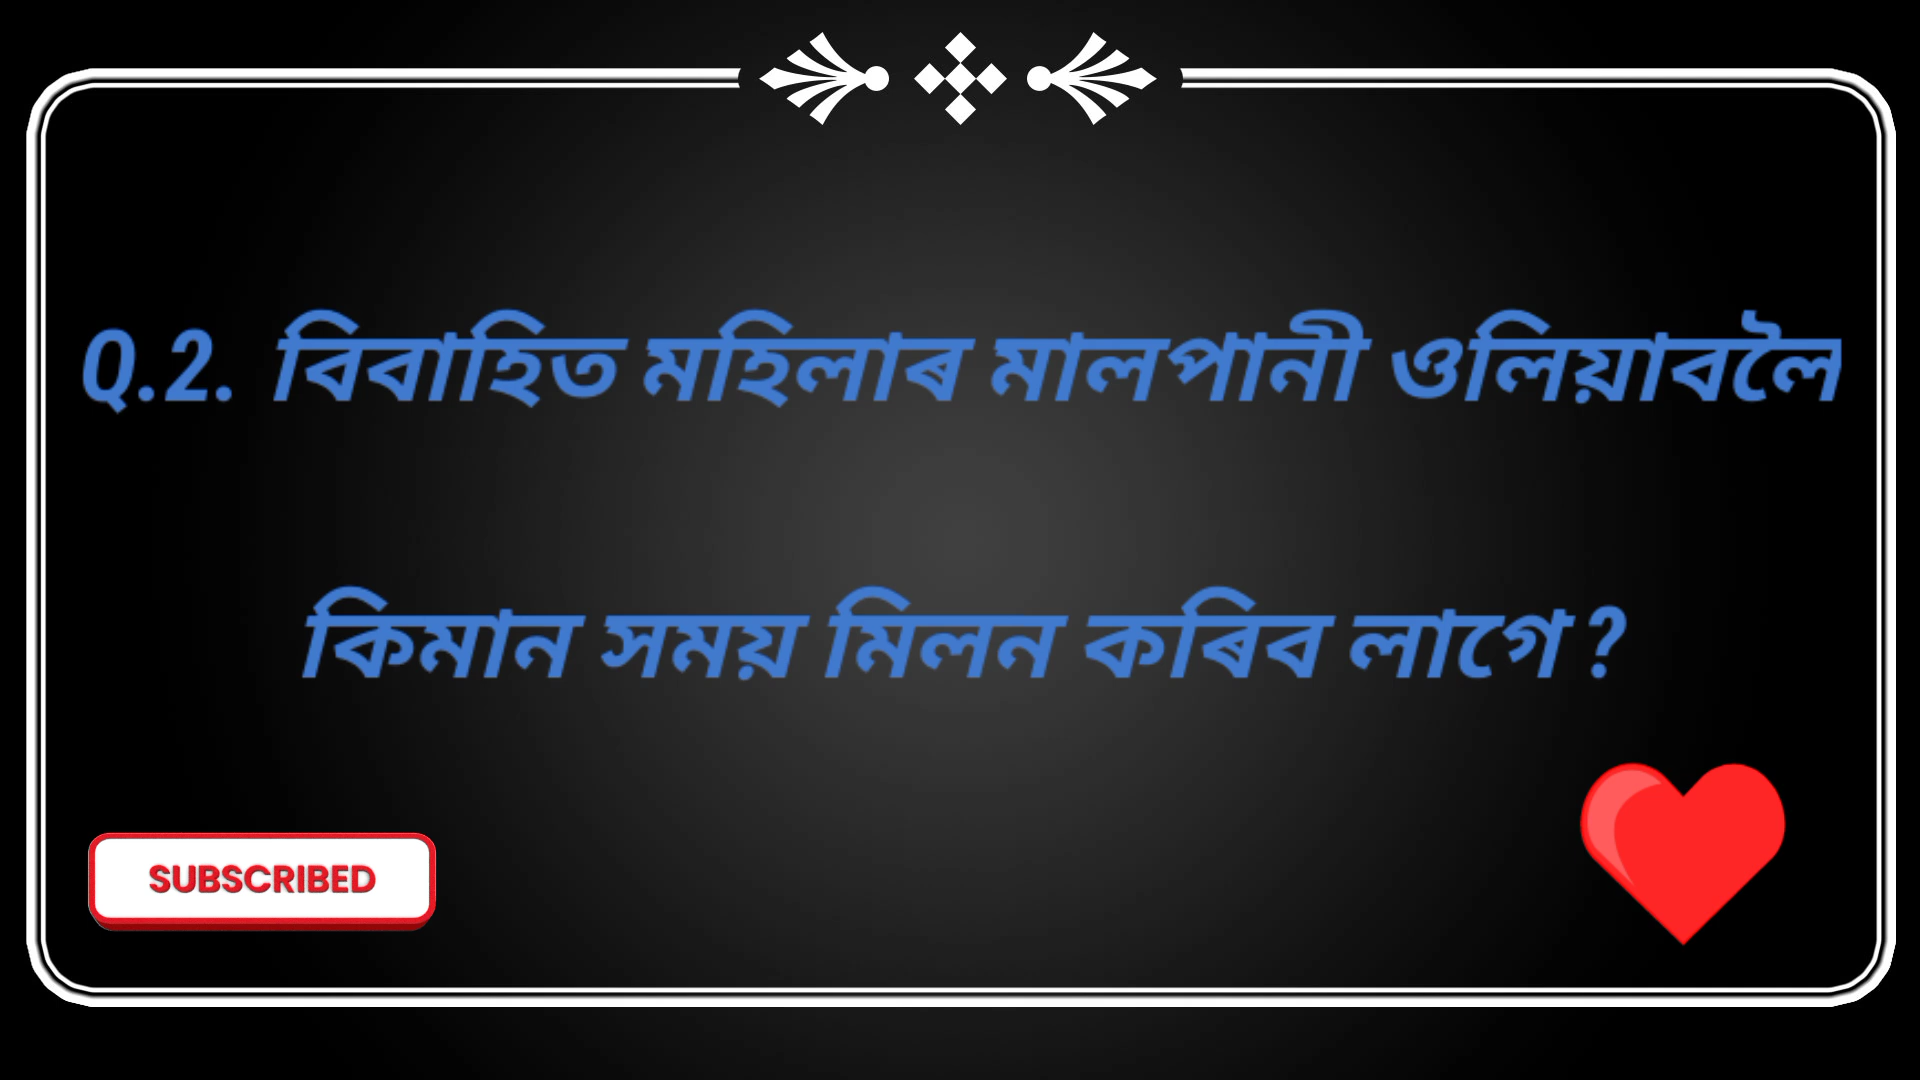 Q.2. বিবাহিত মহিলাৰ মালপানী ওলিয়াবলৈ
কিমান সময় মিলন কৰিব লাগে ?
SUBSCRIBED